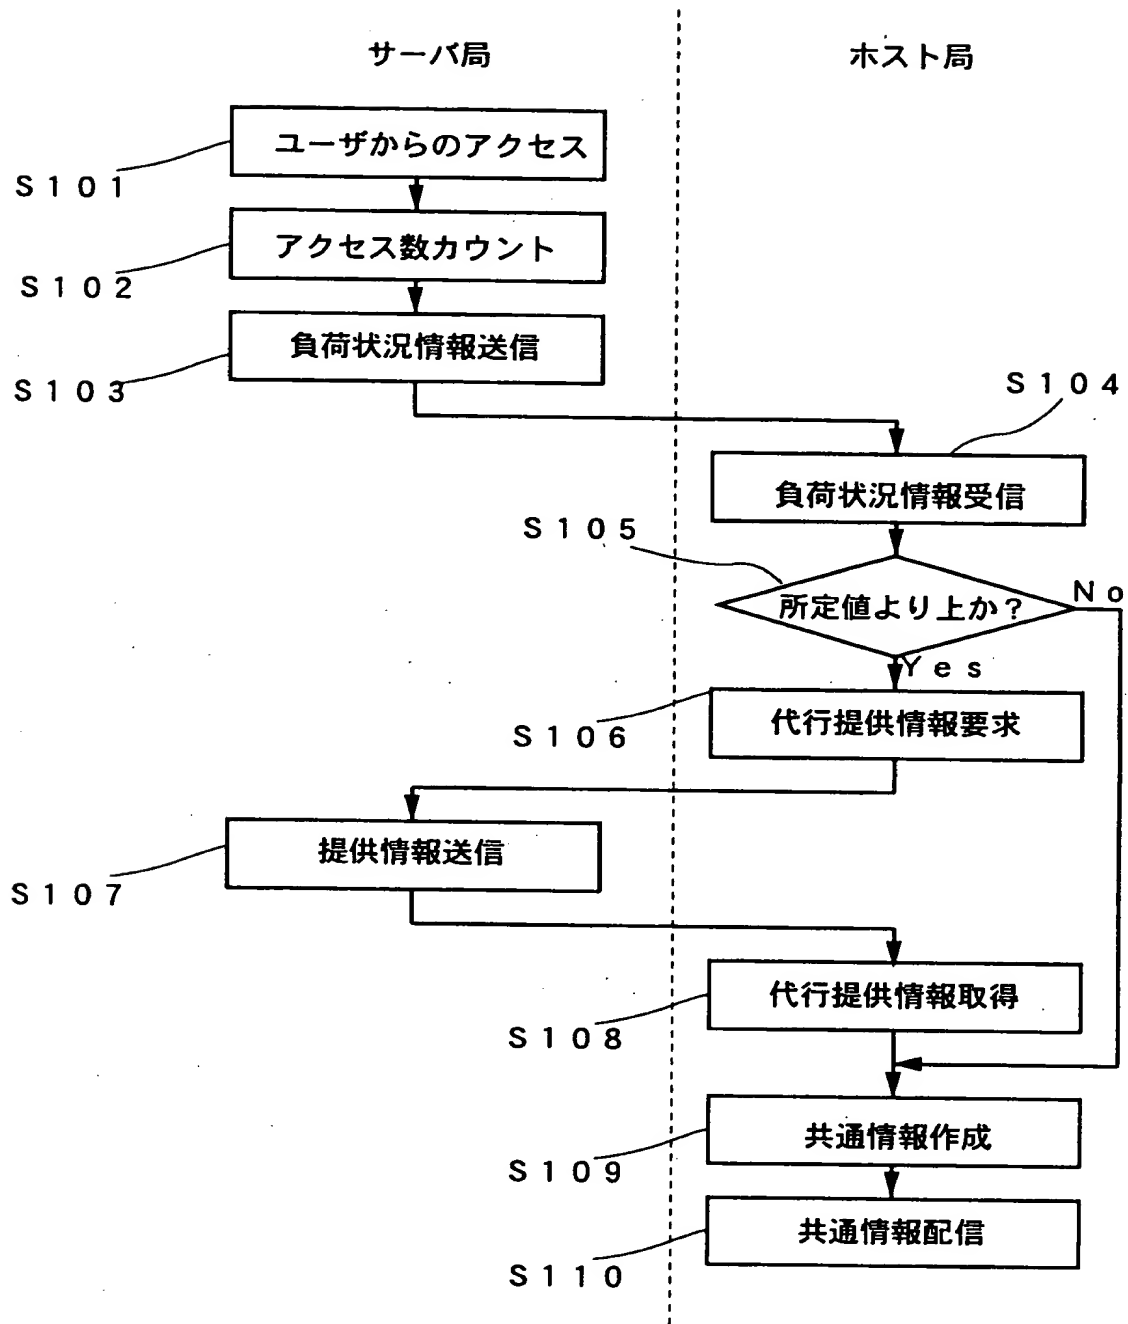 サーバ局
ホスト局
ユーザからのアクセス
S101
アクセス数カウント
S102
負荷状況情報送信
S103
S104
負荷状況情報受信
S105
所定値より上か?
No
Yes
代行提供情報要求
S106
提供情報送信
S107
代行提供情報取得
S108
共通情報作成
S109
共通情報配信
S110